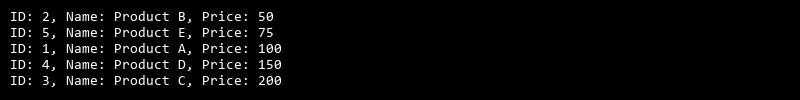 ID: 2, Name: Product B, Price: 50
ID: 5, Name: Product E, Price: 75
ID: 1, Name: Product A, Price: 100
ID: 4, Name: Product D, Price: 150
ID: 3, Name: Product C, Price: 200